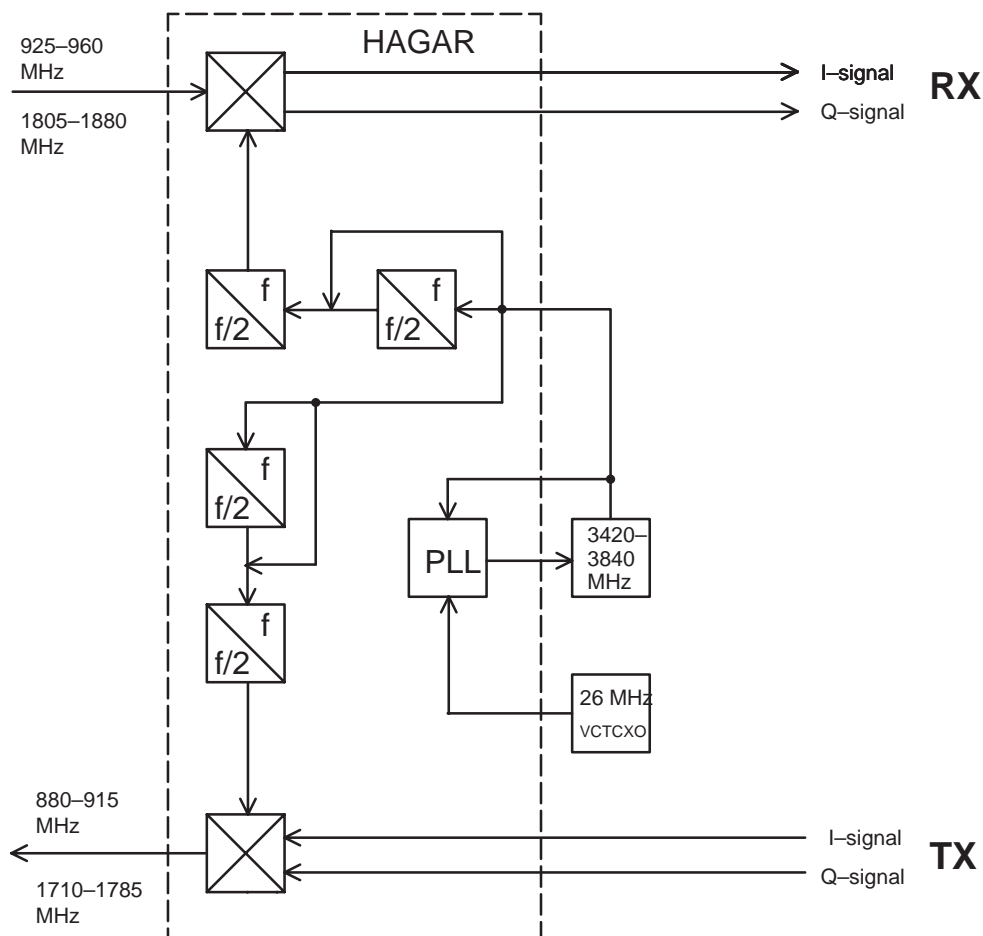 HAGAR
925–960
MHz
1805–1880
MHz
I–signal
Q–signal
RX
f
f/2
f
f/2
f
f/2
PLL
3420–
3840
MHz
f
f/2
26 MHz
VCTCXO
880–915
MHz
1710–1785
MHz
I–signal
Q–signal
TX